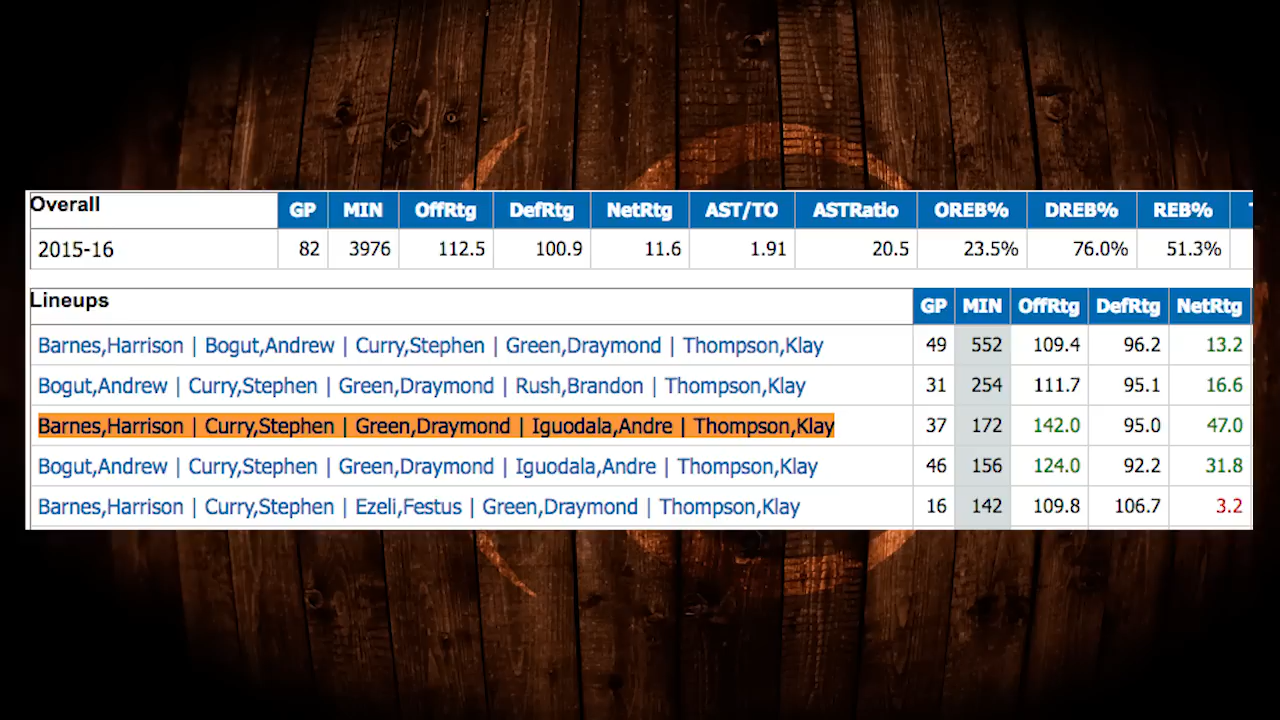 Overall GP MIN OffRtg DefRtg NetRtg AST/TO ASTRatio OREB% DREB% REB%
2015-16 82 3976 112.5 100.9 11.6 1.91 20.5 23.5% 76.0% 51.3%
Lineups GP MIN OffRtg DefRtg NetRtg
Barnes,Harrison | Bogut,Andrew | Curry,Stephen | Green,Draymond | Thompson,Klay 49 552 109.4 96.2 13.2
Bogut,Andrew | Curry,Stephen | Green,Draymond | Rush,Brandon | Thompson,Klay 31 254 111.7 95.1 16.6
Barnes,Harrison | Curry,Stephen | Green,Draymond | Iguodala,Andre | Thompson,Klay 37 172 142.0 95.0 47.0
Bogut,Andrew | Curry,Stephen | Green,Draymond | Iguodala,Andre | Thompson,Klay 46 156 124.0 92.2 31.8
Barnes,Harrison | Curry,Stephen | Ezeli,Festus | Green,Draymond | Thompson,Klay 16 142 109.8 106.7 3.2